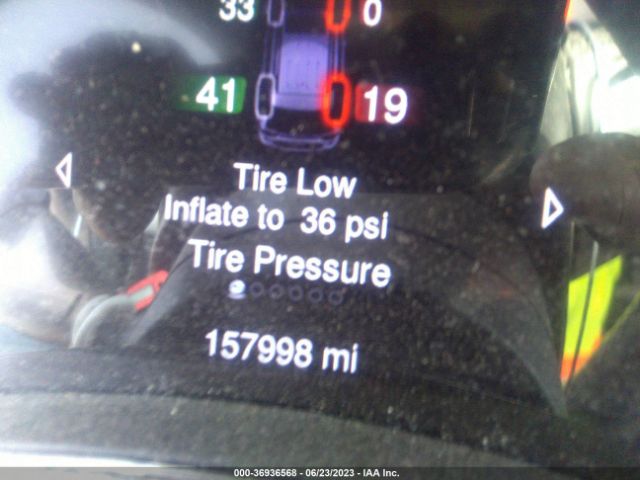 33 0
41 19
Tire Low
Inflate to 36 psi
Tire Pressure
157998 mi
000-36936568 - 06/23/2023 - IAA Inc.